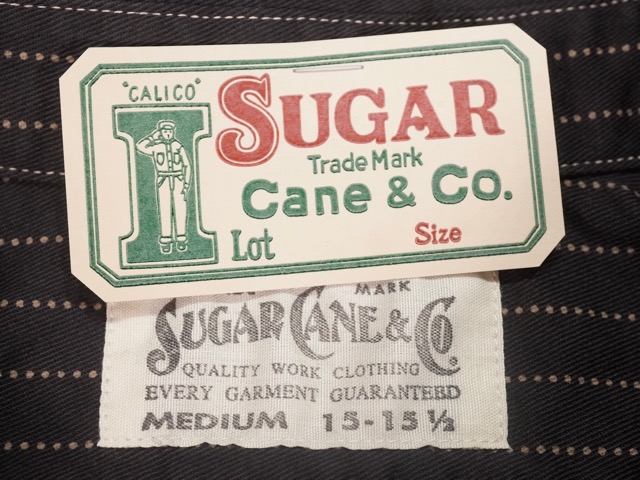 "CALICO"
SUGAR
Trade Mark
Cane & Co.
Lot
Size
MARK
SUGAR CANE & Co.
QUALITY WORK CLOTHING
EVERY GARMENT GUARANTEED
MEDIUM 15-15½